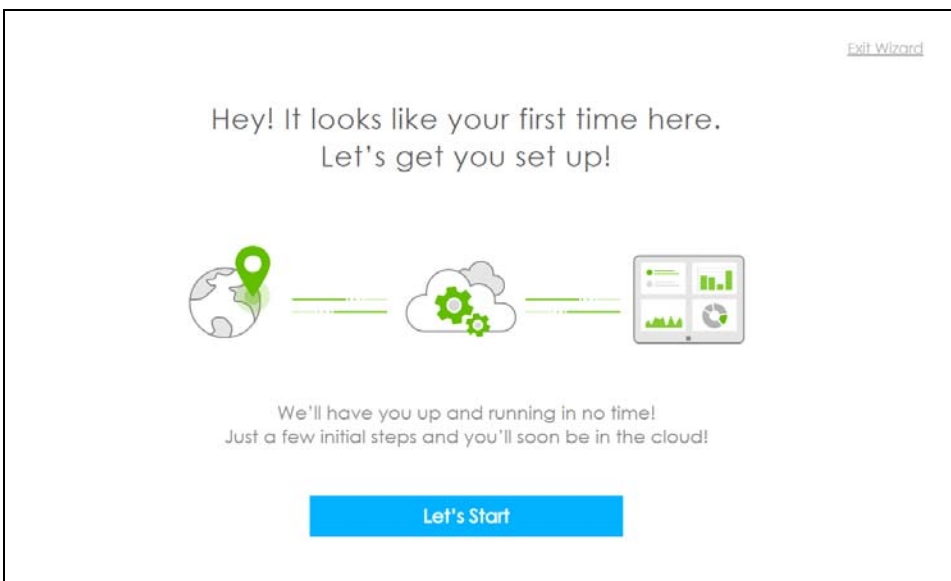 Exit Wizard
Hey! It looks like your first time here.
Let's get you set up!
We'll have you up and running in no time!
Just a few initial steps and you'll soon be in the cloud!
Let's Start